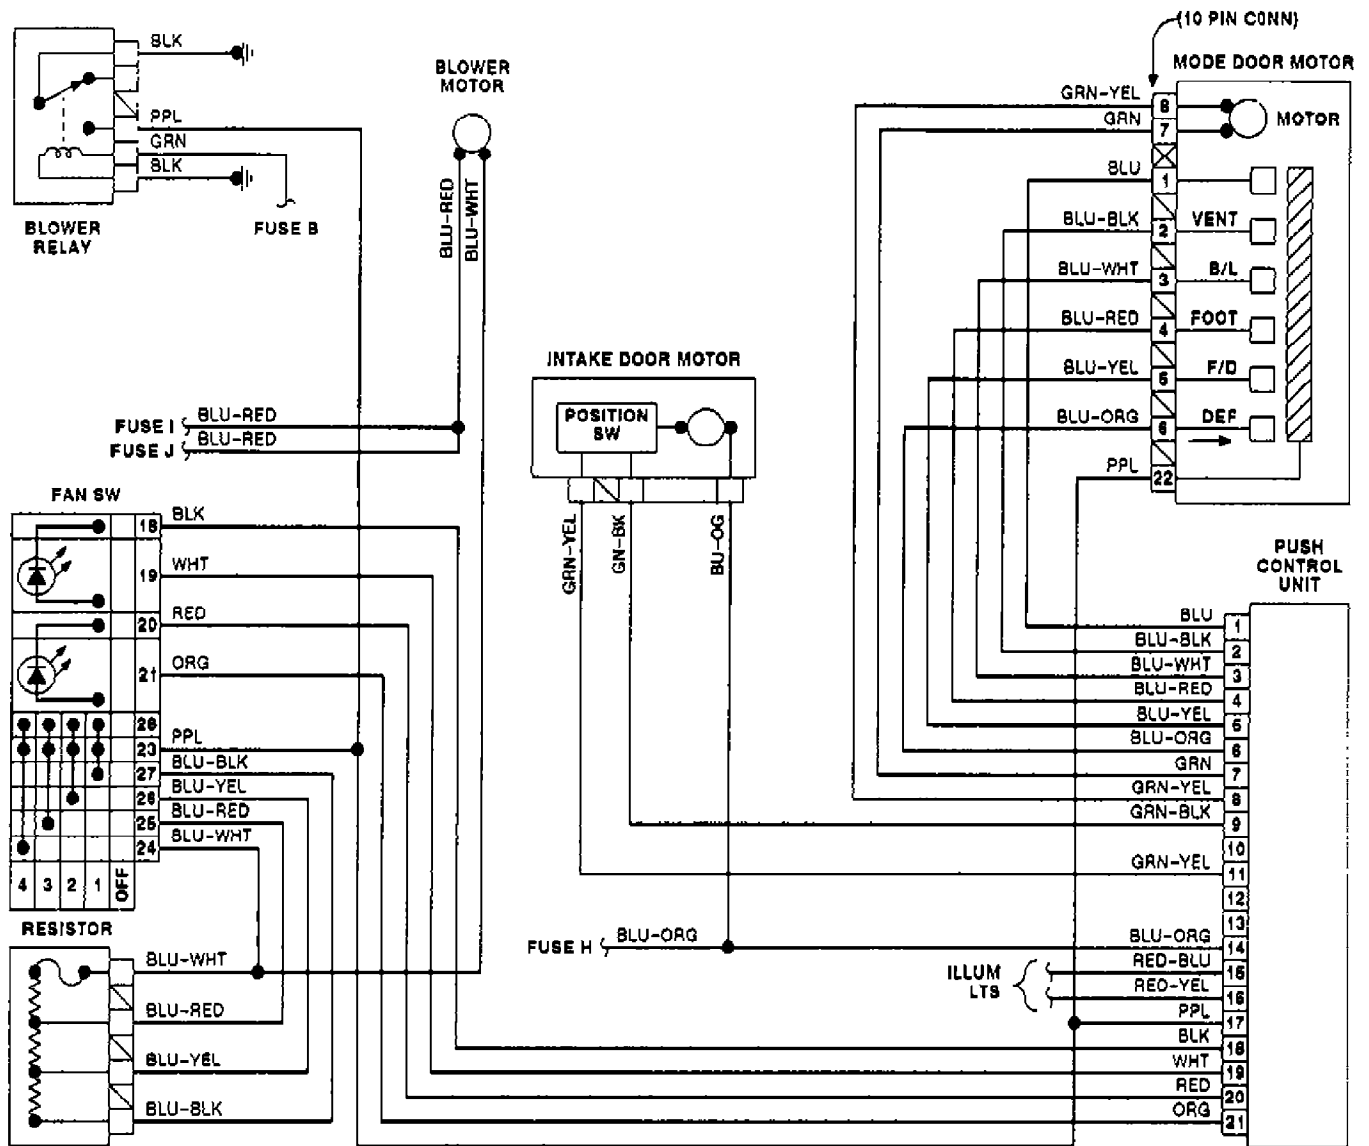 (10 PIN CONN)
MODE DOOR MOTOR
BLK
PPL
GRN
BLK
BLOWER
RELAY
FUSE B
BLOWER
MOTOR
BLU-RED
BLU-WHT
GRN-YEL
8
GRN
7
MOTOR
BLU
1
BLU-BLK
2
VENT
BLU-WHT
3
B/L
BLU-RED
4
FOOT
BLU-YEL
5
F/D
BLU-ORG
6
DEF
PPL
22
FUSE I
BLU-RED
FUSE J
BLU-RED
INTAKE DOOR MOTOR
POSITION
SW
GRN-YEL
GN-BK
BU-OG
FAN SW
18
BLK
19
WHT
20
RED
21
ORG
28
23
PPL
27
BLU-BLK
26
BLU-YEL
25
BLU-RED
24
BLU-WHT
4
3
2
1
OFF
RESISTOR
BLU-WHT
BLU-RED
BLU-YEL
BLU-BLK
PUSH
CONTROL
UNIT
BLU
1
BLU-BLK
2
BLU-WHT
3
BLU-RED
4
BLU-YEL
5
BLU-ORG
6
GRN
7
GRN-YEL
8
GRN-BLK
9
10
GRN-YEL
11
12
13
FUSE H
BLU-ORG
BLU-ORG
14
ILLUM
LTS
RED-BLU
15
RED-YEL
16
PPL
17
BLK
18
WHT
19
RED
20
ORG
21